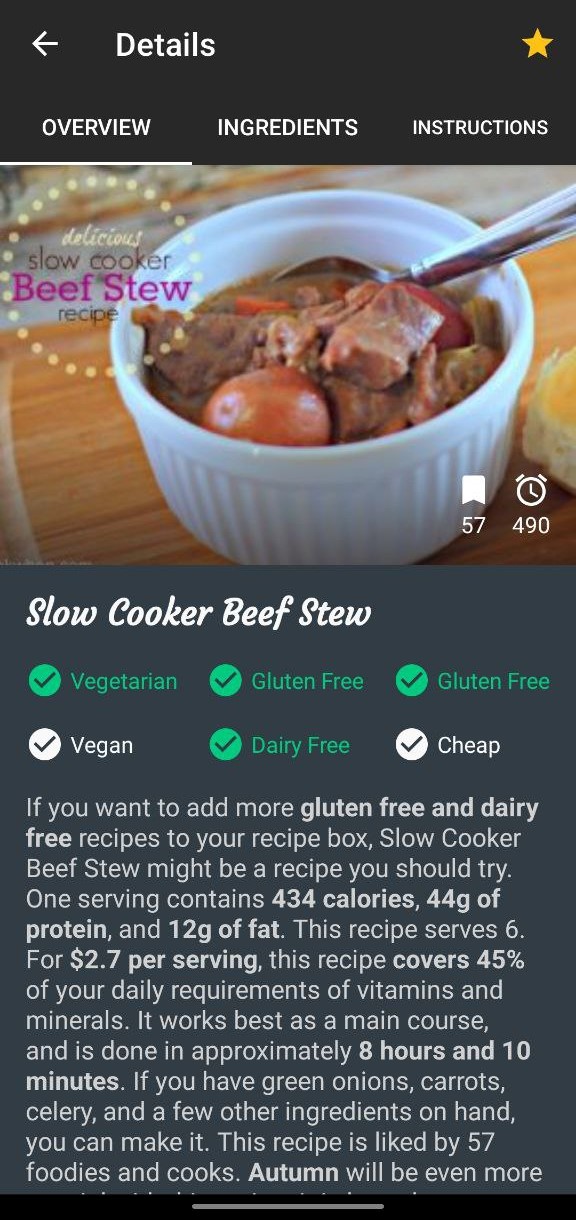 Details
OVERVIEW INGREDIENTS INSTRUCTIONS
delicious
slow cooker
Beef Stew
recipe
57 490
Slow Cooker Beef Stew
Vegetarian Gluten Free Gluten Free
Vegan Dairy Free Cheap
If you want to add more gluten free and dairy
free recipes to your recipe box, Slow Cooker
Beef Stew might be a recipe you should try.
One serving contains 434 calories, 44g of
protein, and 12g of fat. This recipe serves 6.
For $2.7 per serving, this recipe covers 45%
of your daily requirements of vitamins and
minerals. It works best as a main course,
and is done in approximately 8 hours and 10
minutes. If you have green onions, carrots,
celery, and a few other ingredients on hand,
you can make it. This recipe is liked by 57
foodies and cooks. Autumn will be even more